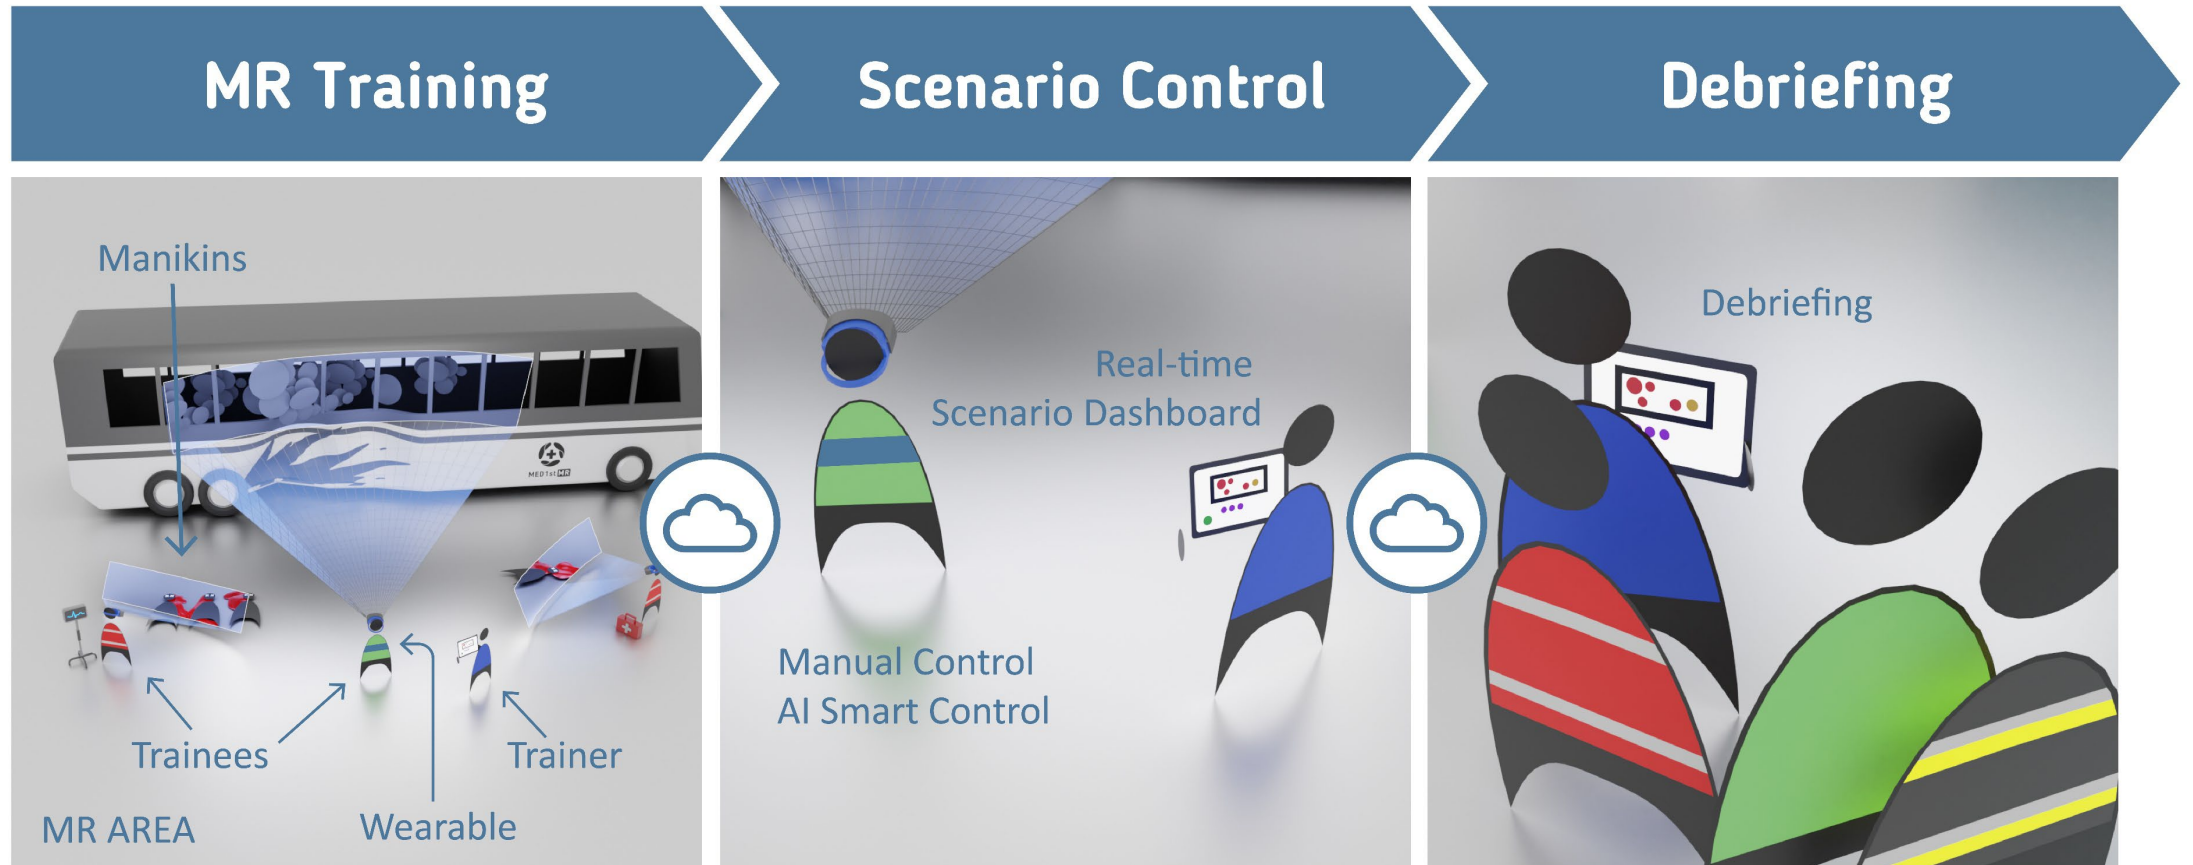 MR Training
Scenario Control
Debriefing
Manikins
MED1stMR
Trainees
Trainer
Wearable
MR AREA
Real-time
Scenario Dashboard
Manual Control
AI Smart Control
Debriefing